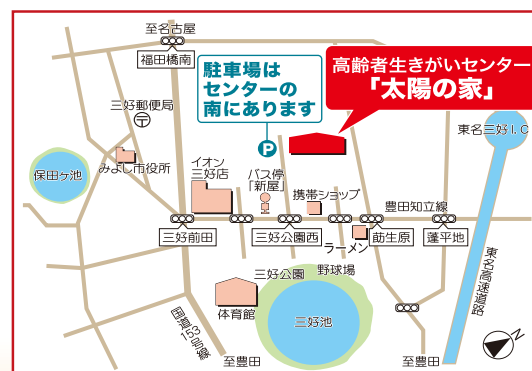 至名古屋
福田橋南
駐車場は
センターの
南にあります
高齢者生きがいセンター
「太陽の家」
三好郵便局
P
東名三好I.C
みよし市役所
保田ヶ池
イオン
三好店
バス停
「新屋」
携帯ショップ
豊田知立線
三好前田
三好公園西
ラーメン
莇生原
蓬平地
三好公園
野球場
東名高速道路
体育館
三好池
国道153号線
至豊田
至豊田
N